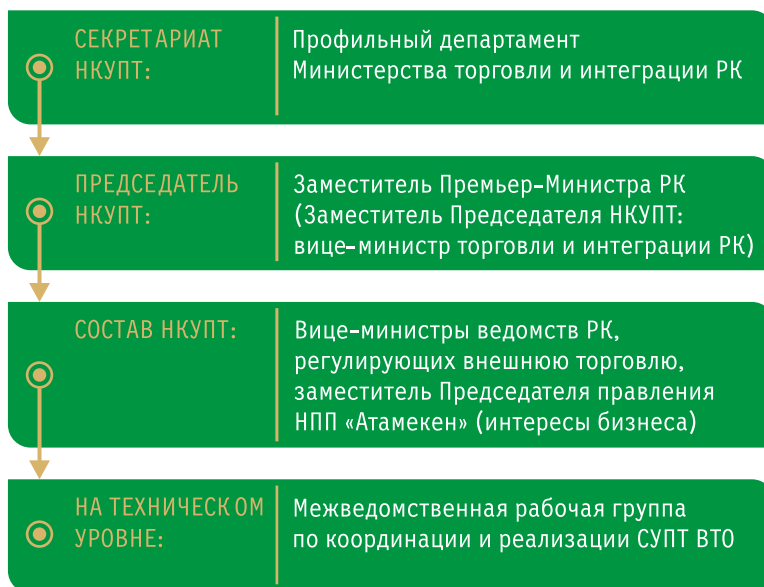 СЕКРЕТАРИАТ
НКУПТ:
Профильный департамент
Министерства торговли и интеграции РК
ПРЕДСЕДАТЕЛЬ
НКУПТ:
Заместитель Премьер-Министра РК
(Заместитель Председателя НКУПТ:
вице-министр торговли и интеграции РК)
СОСТАВ НКУПТ:
Вице-министры ведомств РК,
регулирующих внешнюю торговлю,
заместитель Председателя правления
НПП «Атамекен» (интересы бизнеса)
НА ТЕХНИЧЕСКОМ
УРОВНЕ:
Межведомственная рабочая группа
по координации и реализации СУПТ ВТО